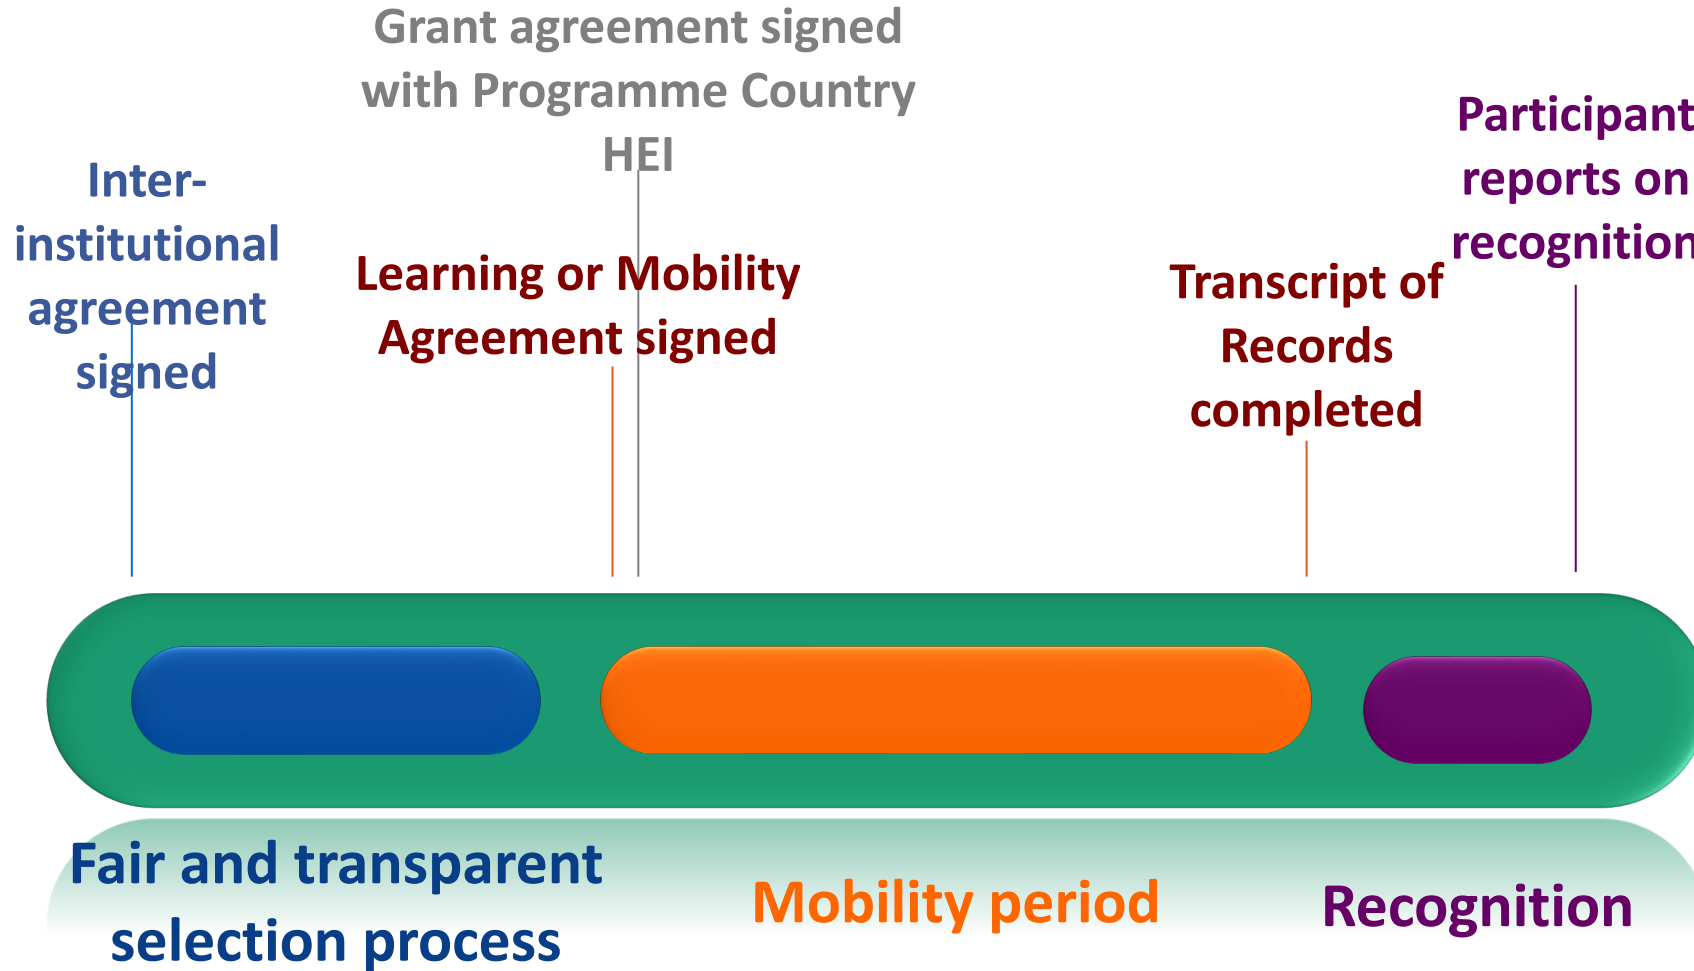 Grant agreement signed
with Programme Country
HEI
Inter-
institutional
agreement
signed
Learning or Mobility
Agreement signed
Transcript of
Records
completed
Participant
reports on
recognition
Fair and transparent
selection process
Mobility period
Recognition